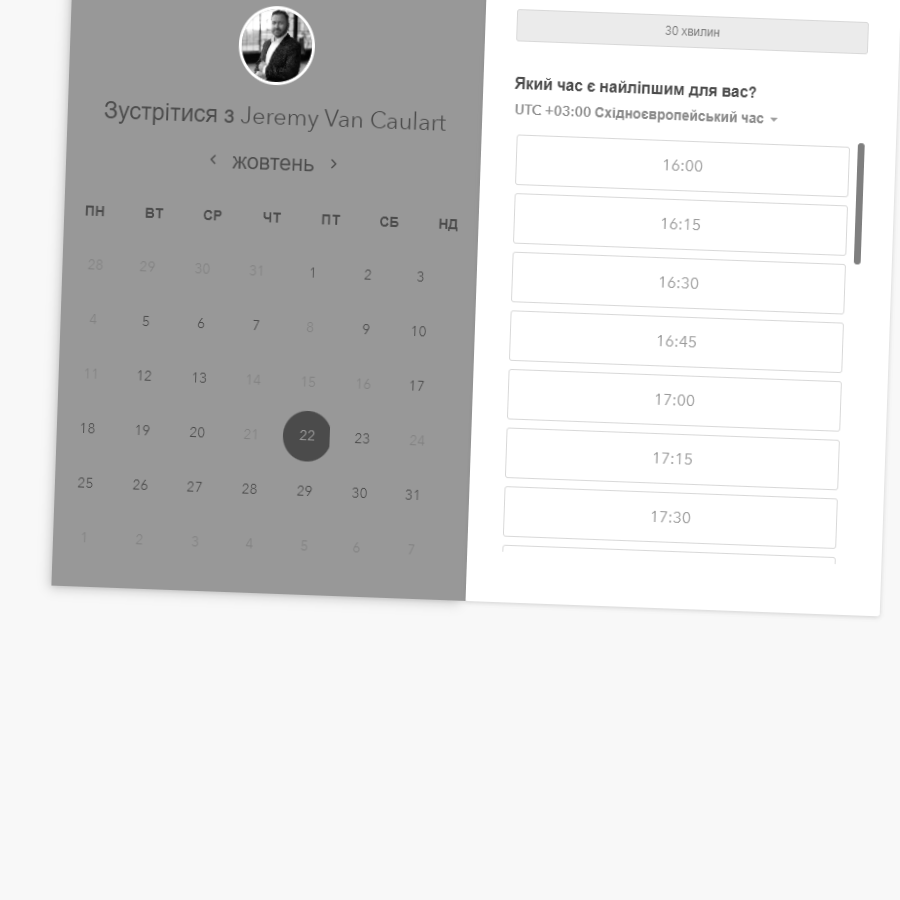 Зустрітися з Jeremy Van Caulart
‹ жовтень ›
ПН ВТ СР ЧТ ПТ СБ НД
28 29 30 31 1 2 3
4 5 6 7 8 9 10
11 12 13 14 15 16 17
18 19 20 21 22 23 24
25 26 27 28 29 30 31
1 2 3 4 5 6 7
30 хвилин
Який час є найліпшим для вас?
UTC +03:00 Східноєвропейський час
16:00
16:15
16:30
16:45
17:00
17:15
17:30